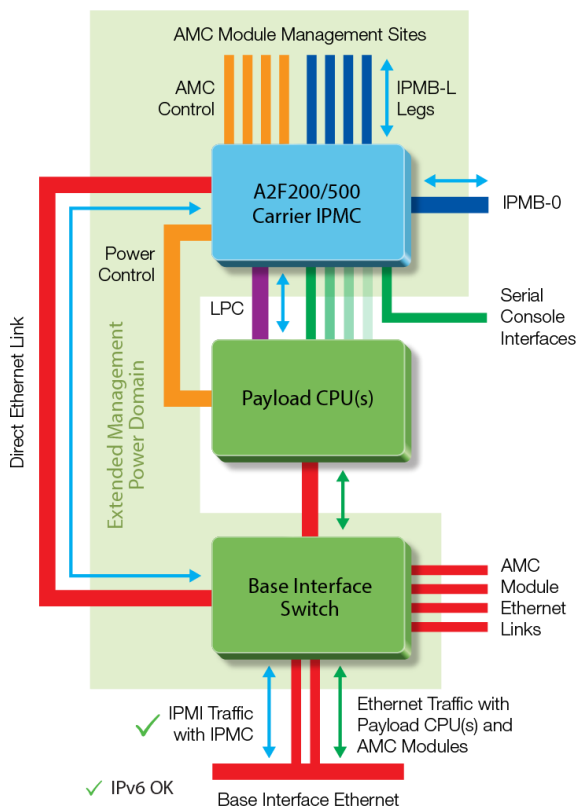 AMC Module Management Sites
AMC
Control
IPMB-L
Legs
A2F200/500
Carrier IPMC
IPMB-0
Power
Control
LPC
Serial
Console
Interfaces
Direct Ethernet Link
Extended Management
Power Domain
Payload CPU(s)
Base Interface
Switch
AMC
Module
Ethernet
Links
IPMI Traffic
with IPMC
Ethernet Traffic with
Payload CPU(s) and
AMC Modules
IPv6 OK
Base Interface Ethernet